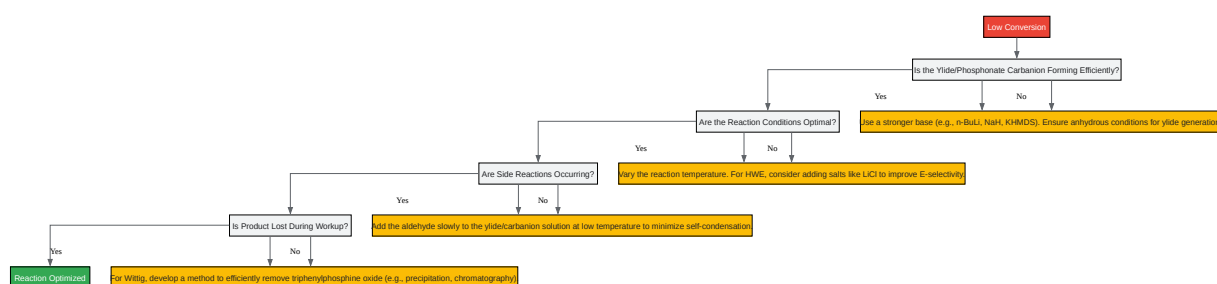 Low Conversion
Is the Ylide/Phosphonate Carbanion Forming Efficiently?
Yes
No
Are the Reaction Conditions Optimal?
Use a stronger base (e.g., n-BuLi, NaH, KHMDS). Ensure anhydrous conditions for ylide generation
Yes
No
Are Side Reactions Occurring?
Vary the reaction temperature. For HWE, consider adding salts like LiCl to improve E-selectivity.
Yes
No
Is Product Lost During Workup?
Add the aldehyde slowly to the ylide/carbanion solution at low temperature to minimize self-condensation.
Yes
No
Reaction Optimized
For Wittig, develop a method to efficiently remove triphenylphosphine oxide (e.g., precipitation, chromatography)